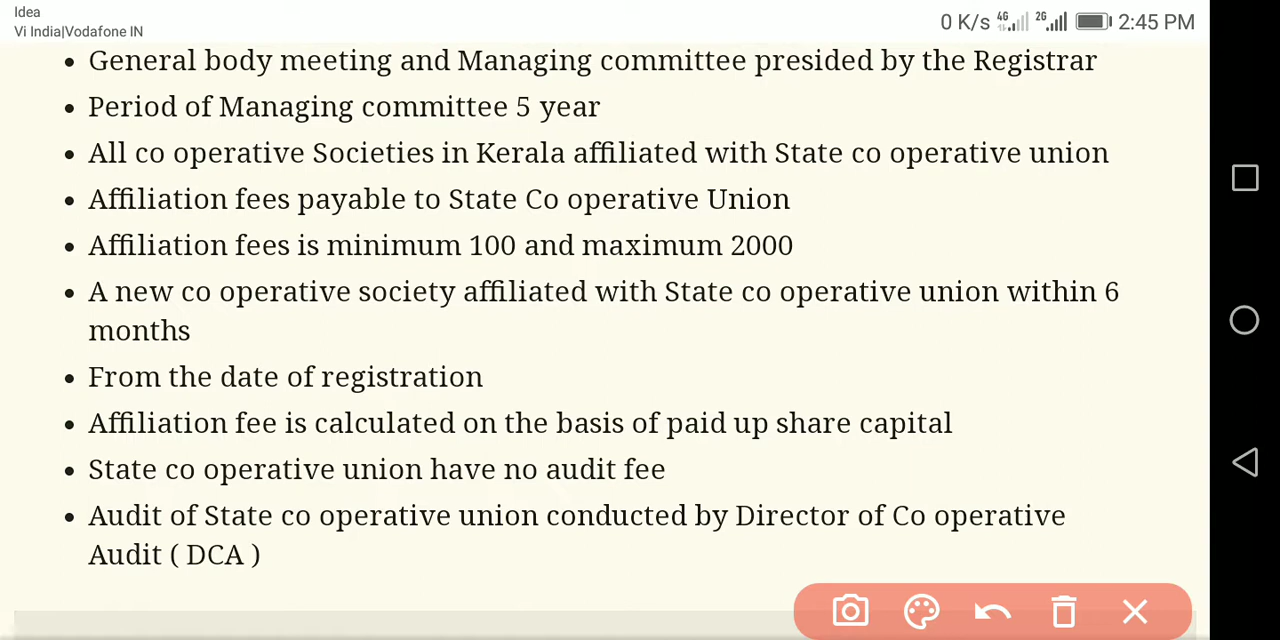 Idea
Vi India|Vodafone IN
0 K/s 4G 2G 2:45 PM
• General body meeting and Managing committee presided by the Registrar
• Period of Managing committee 5 year
• All co operative Societies in Kerala affiliated with State co operative union
• Affiliation fees payable to State Co operative Union
• Affiliation fees is minimum 100 and maximum 2000
• A new co operative society affiliated with State co operative union within 6
months
• From the date of registration
• Affiliation fee is calculated on the basis of paid up share capital
• State co operative union have no audit fee
• Audit of State co operative union conducted by Director of Co operative
Audit ( DCA )